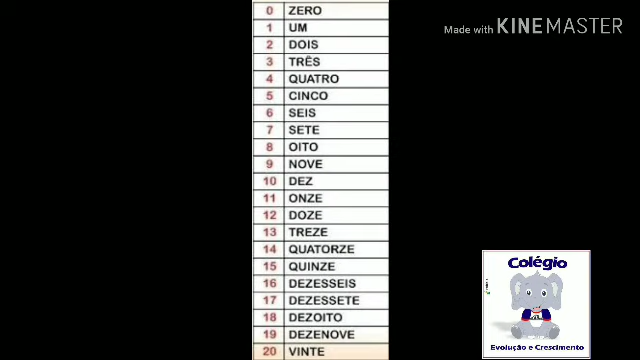 0 ZERO
1 UM
2 DOIS
3 TRÊS
4 QUATRO
5 CINCO
6 SEIS
7 SETE
8 OITO
9 NOVE
10 DEZ
11 ONZE
12 DOZE
13 TREZE
14 QUATORZE
15 QUINZE
16 DEZESSEIS
17 DEZESSETE
18 DEZOITO
19 DEZENOVE
20 VINTE
Made with KINEMASTER
Colégio
Evolução e Crescimento